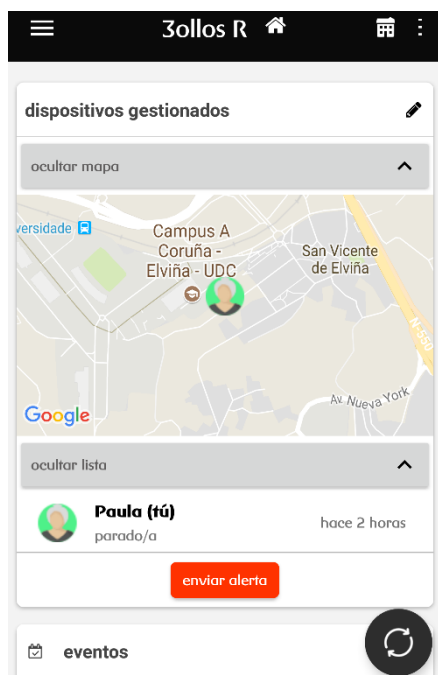 3ollos R
dispositivos gestionados
ocultar mapa
versidade
Campus A
Coruña -
Elviña - UDC
San Vicente
de Elviña
N-550
Av. Nueva York
Google
ocultar lista
Paula (tú)
parado/a
hace 2 horas
enviar alerta
eventos